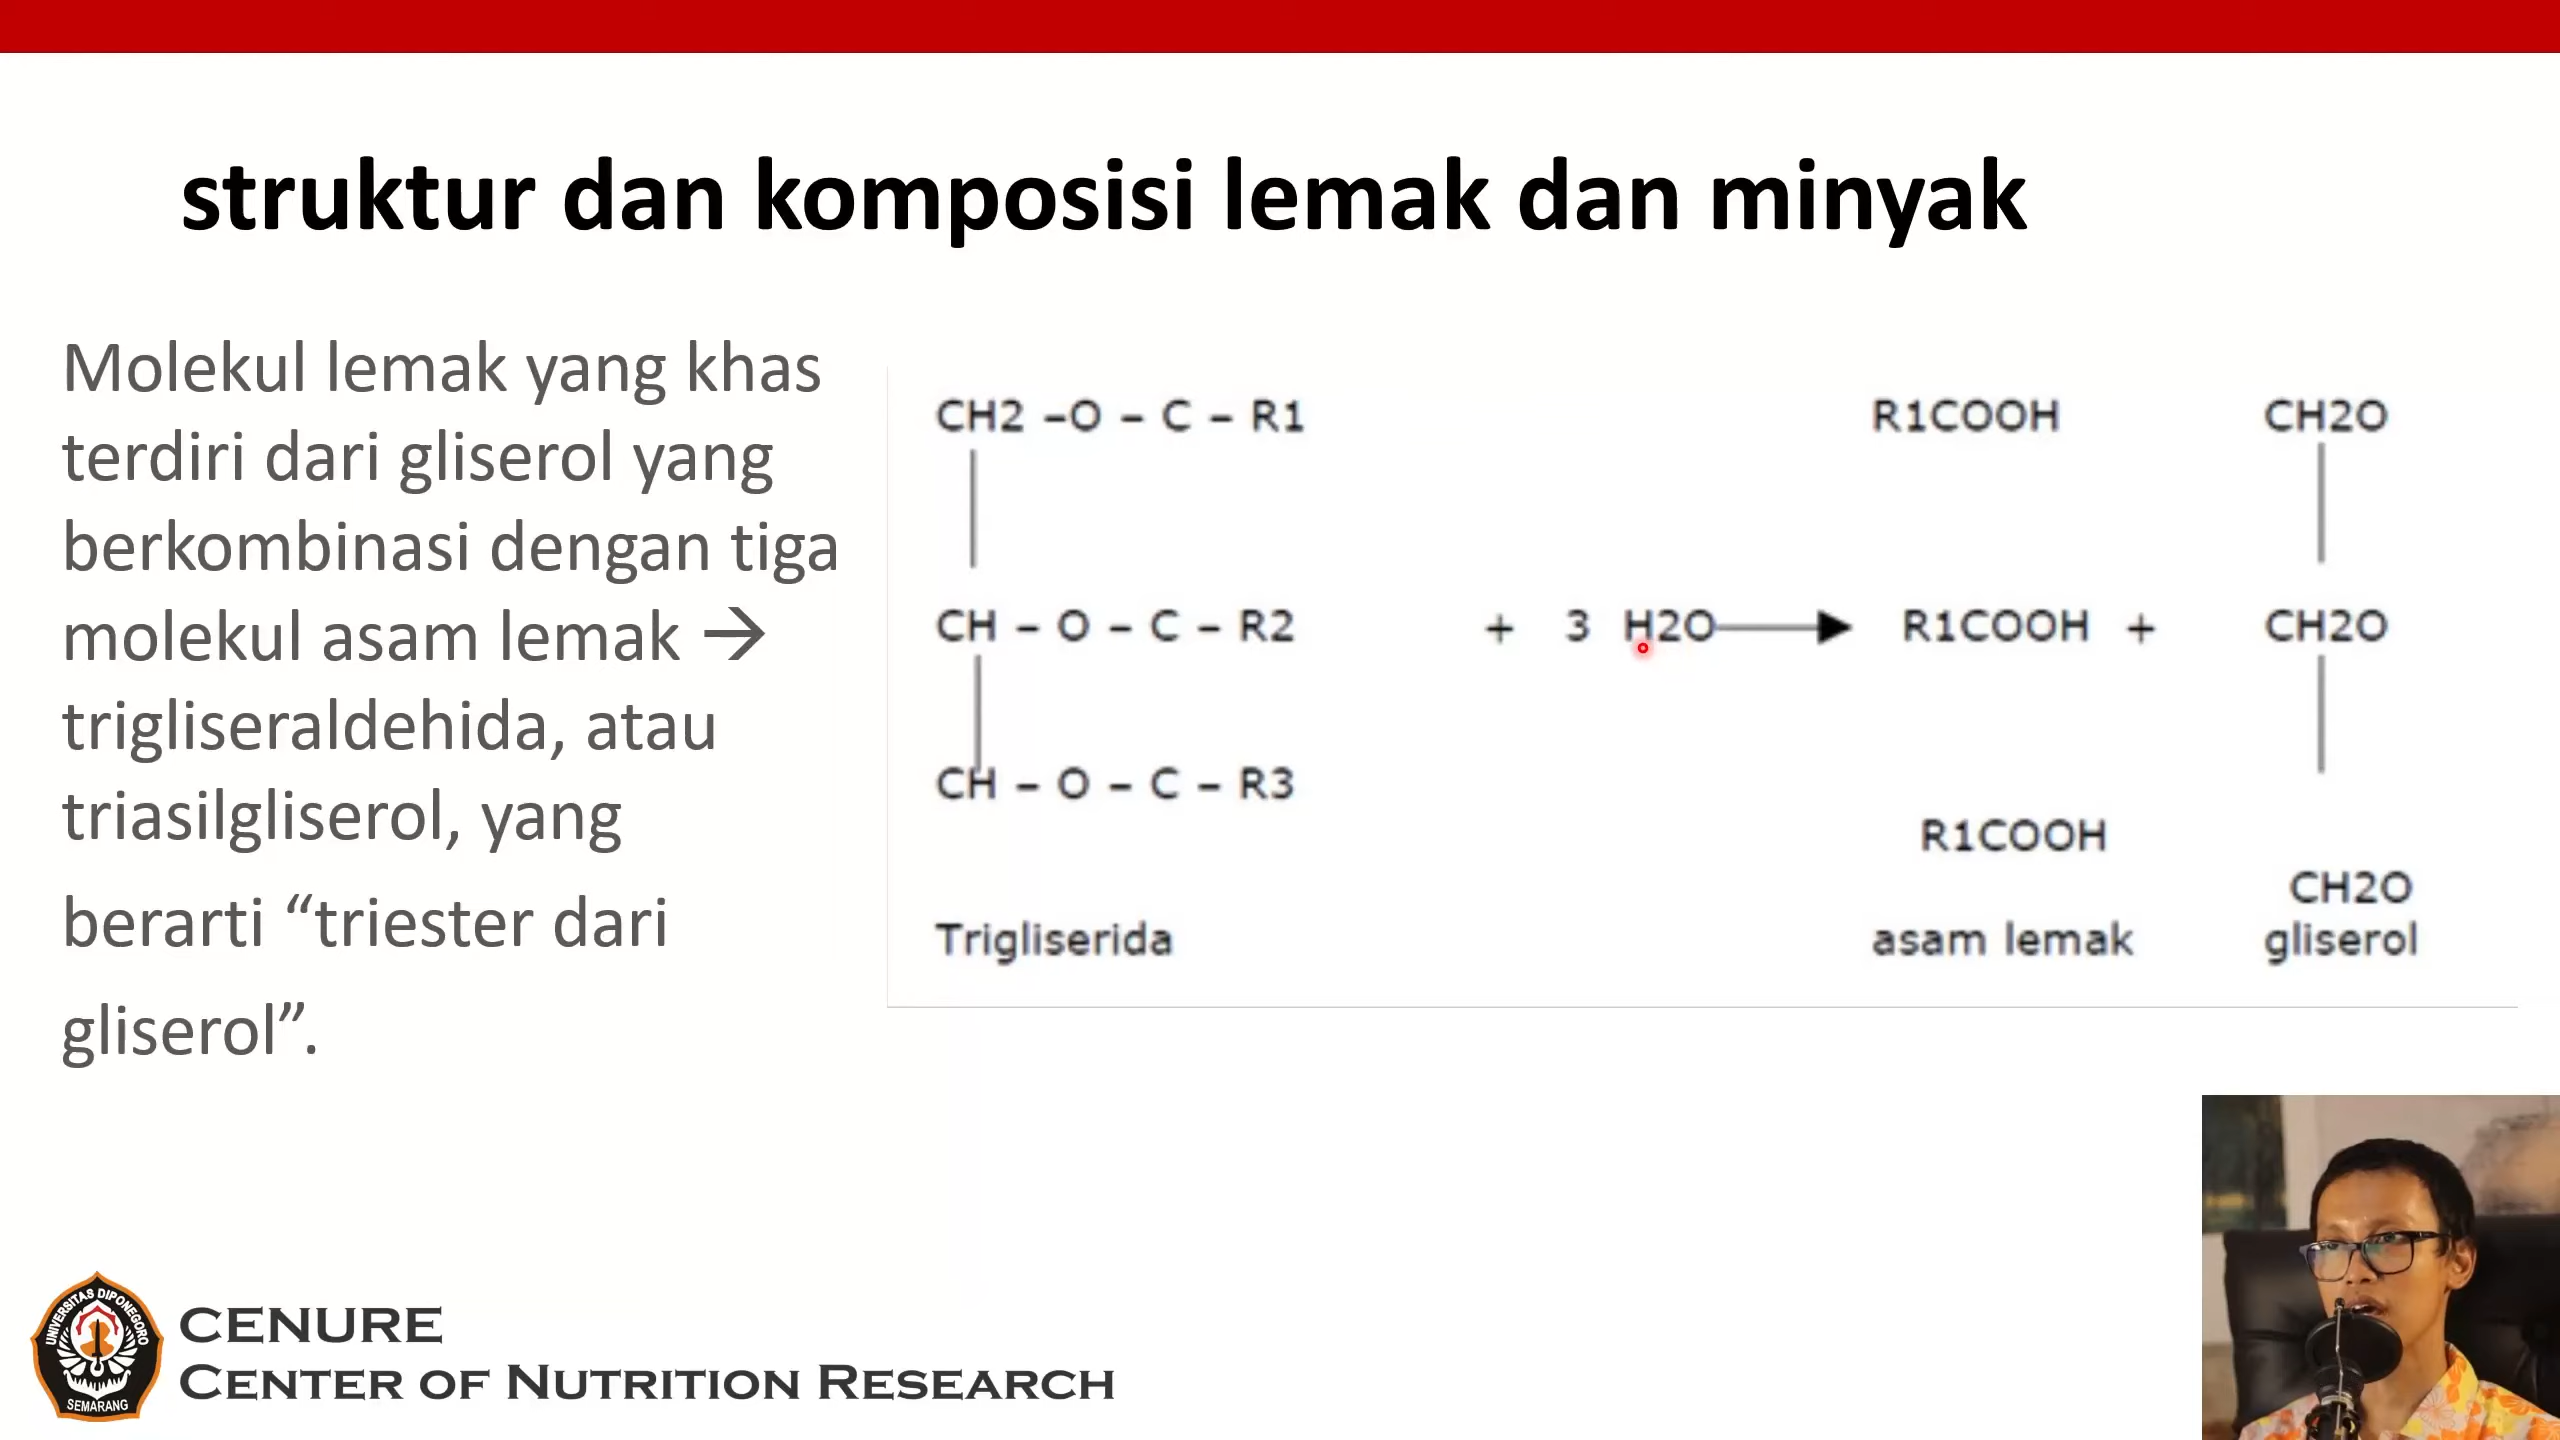 struktur dan komposisi lemak dan minyak
Molekul lemak yang khas
terdiri dari gliserol yang
berkombinasi dengan tiga
molekul asam lemak →
trigliseraldehida, atau
triasilgliserol, yang
berarti “triester dari
gliserol”.
CH2 –O – C – R1 R1COOH CH2O
CH – O – C – R2 + 3 H2O R1COOH + CH2O
CH – O – C – R3
R1COOH
CH2O
Trigliserida asam lemak gliserol
UNIVERSITAS DIPONEGORO
SEMARANG
CENURE
CENTER OF NUTRITION RESEARCH